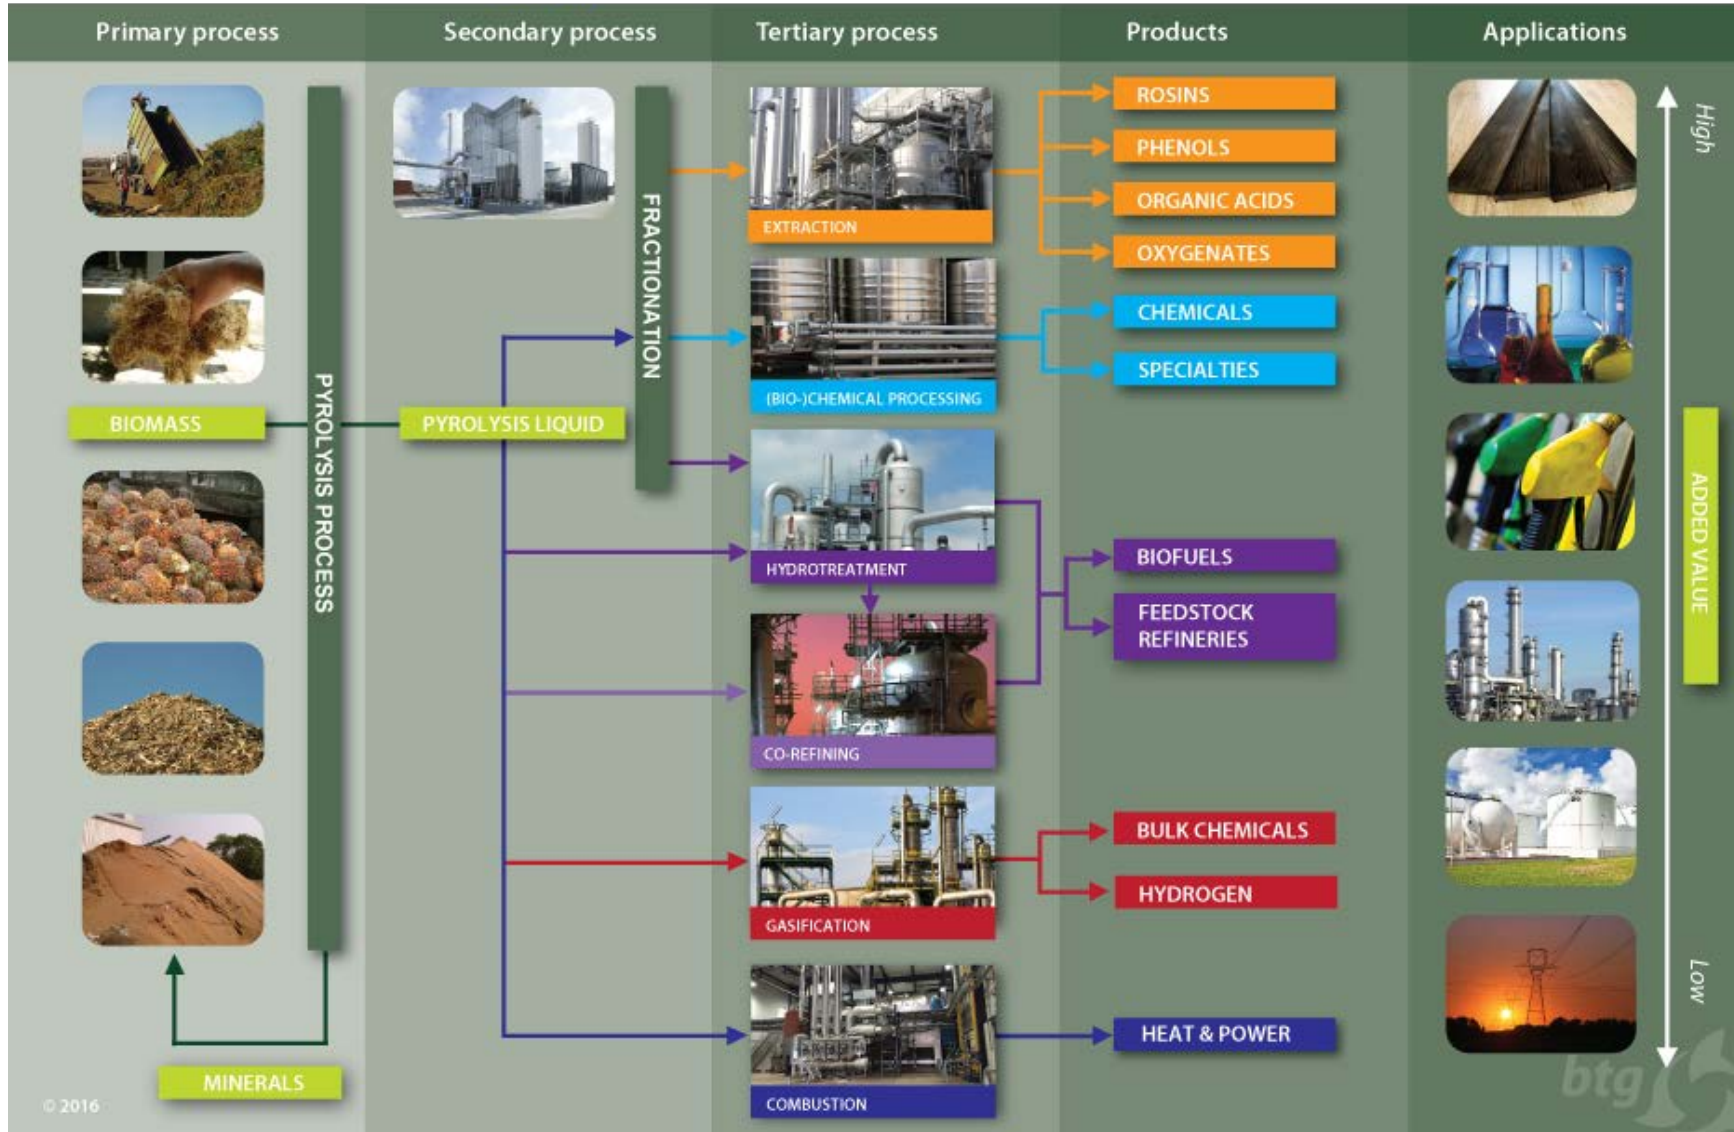 Primary process
Secondary process
Tertiary process
Products
Applications
BIOMASS
PYROLYSIS PROCESS
MINERALS
© 2016
PYROLYSIS LIQUID
FRACTIONATION
EXTRACTION
(BIO-)CHEMICAL PROCESSING
HYDROTREATMENT
CO-REFINING
GASIFICATION
COMBUSTION
ROSINS
PHENOLS
ORGANIC ACIDS
OXYGENATES
CHEMICALS
SPECIALTIES
BIOFUELS
FEEDSTOCK
REFINERIES
BULK CHEMICALS
HYDROGEN
HEAT & POWER
High
ADDED VALUE
Low
btg